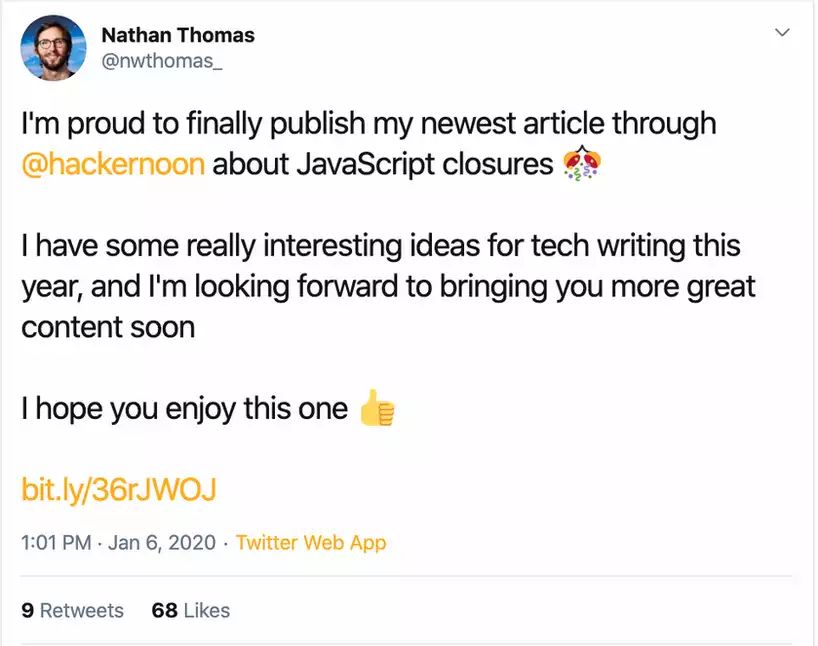 Nathan Thomas
@nwthomas_
I'm proud to finally publish my newest article through
@hackernoon about JavaScript closures 🎊
I have some really interesting ideas for tech writing this
year, and I'm looking forward to bringing you more great
content soon
I hope you enjoy this one 👍
bit.ly/36rJWOJ
1:01 PM · Jan 6, 2020 · Twitter Web App
9 Retweets 68 Likes